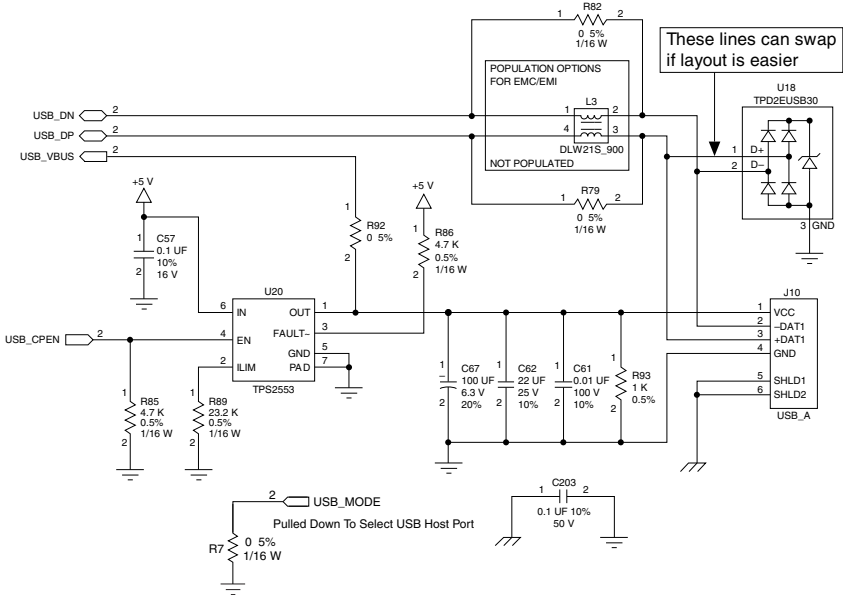 R82
1 2
0 5%
1/16 W
These lines can swap
if layout is easier
POPULATION OPTIONS
FOR EMC/EMI
U18
TPD2EUSB30
L3
USB_DN 2
1 2
USB_DP 2
4 3
DLW21S_900
USB_VBUS 2
NOT POPULATED
1 D+
2 D−
+5 V
+5 V
R79
1 2
0 5%
1/16 W
3 GND
1
C57
0.1 UF
10%
16 V
2
1
R92
0 5%
2
1
R86
4.7 K
0.5%
1/16 W
2
U20
J10
6 IN
OUT 1
1 VCC
FAULT− 3
2 −DAT1
USB_CPEN 2
4 EN
3 +DAT1
GND 5
4 GND
2 ILIM
PAD 7
TPS2553
1
C67
100 UF
6.3 V
20%
2
−
1
C62
22 UF
25 V
10%
2
1
C61
0.01 UF
100 V
10%
2
1
R93
1 K
0.5%
2
5 SHLD1
6 SHLD2
USB_A
1
R85
4.7 K
0.5%
1/16 W
2
1
R89
23.2 K
0.5%
1/16 W
2
2 USB_MODE
Pulled Down To Select USB Host Port
R7
0 5%
1/16 W
C203
1 2
0.1 UF 10%
50 V